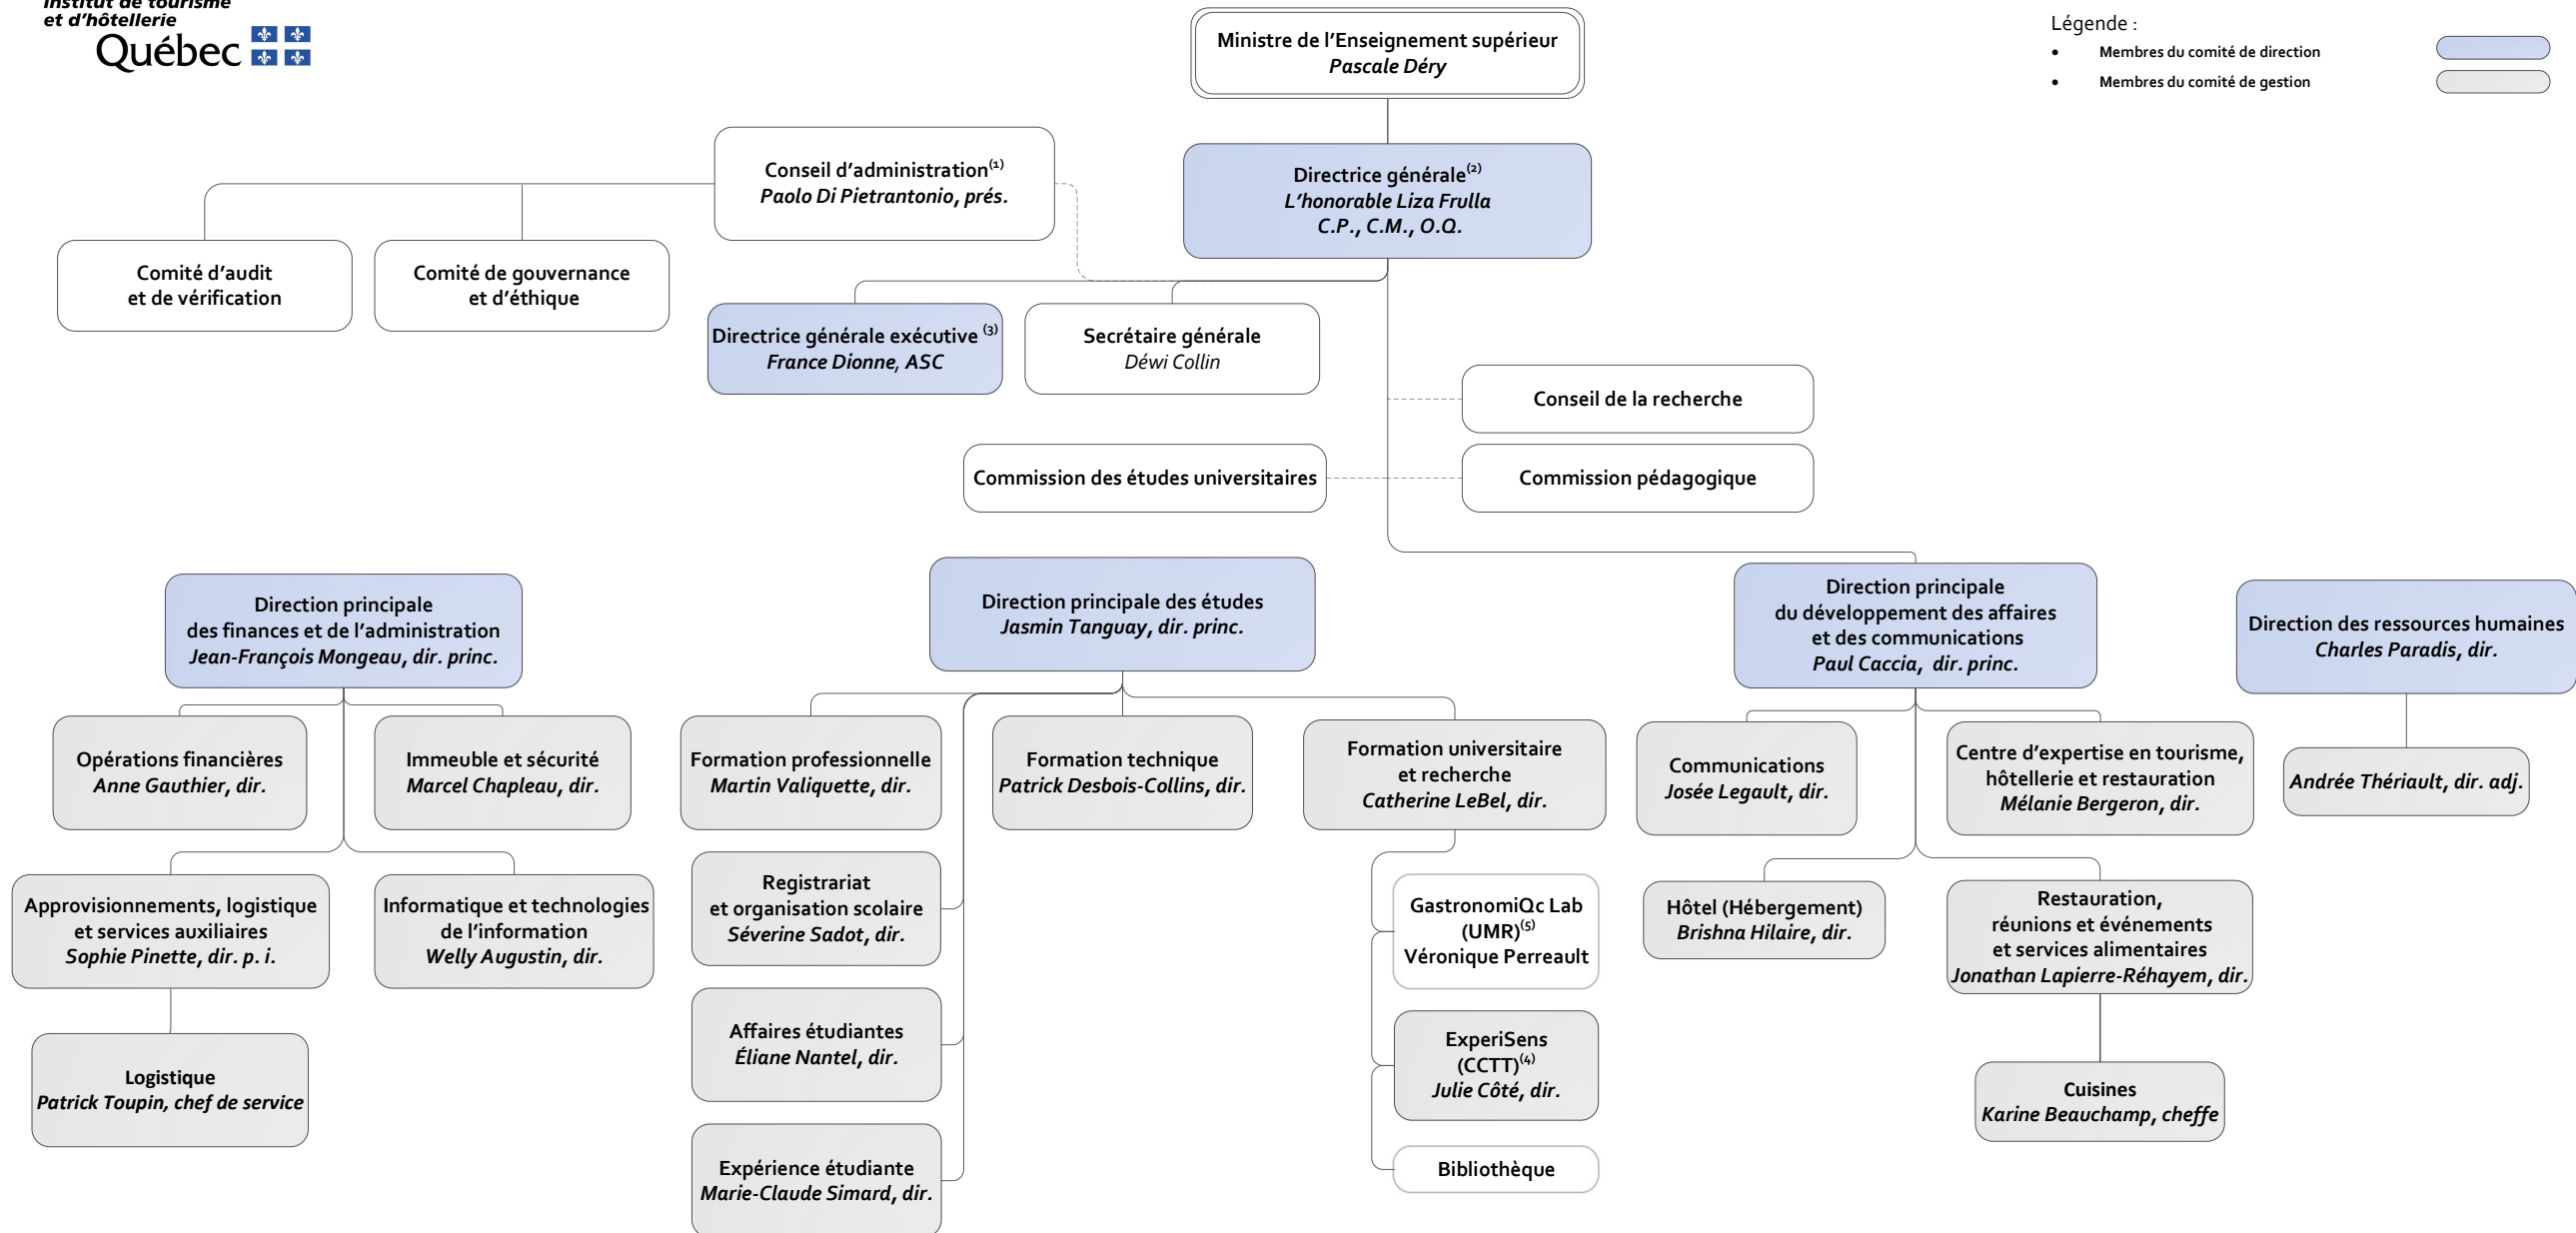 Institut de tourisme
et d'hôtellerie
Québec
Légende :
• Membres du comité de direction
• Membres du comité de gestion
Ministre de l'Enseignement supérieur
Pascale Déry
Conseil d'administration(1)
Paolo Di Pietrantonio, prés.
Directrice générale(2)
L'honorable Liza Frulla
C.P., C.M., O.Q.
Comité d'audit
et de vérification
Comité de gouvernance
et d'éthique
Directrice générale exécutive (3)
France Dionne, ASC
Secrétaire générale
Déwi Collin
Conseil de la recherche
Commission des études universitaires
Commission pédagogique
Direction principale
des finances et de l'administration
Jean-François Mongeau, dir. princ.
Direction principale des études
Jasmin Tanguay, dir. princ.
Direction principale
du développement des affaires
et des communications
Paul Caccia, dir. princ.
Direction des ressources humaines
Charles Paradis, dir.
Opérations financières
Anne Gauthier, dir.
Immeuble et sécurité
Marcel Chapleau, dir.
Formation professionnelle
Martin Valiquette, dir.
Formation technique
Patrick Desbois-Collins, dir.
Formation universitaire
et recherche
Catherine LeBel, dir.
Communications
Josée Legault, dir.
Centre d'expertise en tourisme,
hôtellerie et restauration
Mélanie Bergeron, dir.
Andrée Thériault, dir. adj.
Approvisionnements, logistique
et services auxiliaires
Sophie Pinette, dir. p. i.
Informatique et technologies
de l'information
Welly Augustin, dir.
Registrariat
et organisation scolaire
Séverine Sadot, dir.
GastronomiQc Lab
(UMR)(5)
Véronique Perreault
Hôtel (Hébergement)
Brishna Hilaire, dir.
Restauration,
réunions et événements
et services alimentaires
Jonathan Lapierre-Réhayem, dir.
Affaires étudiantes
Éliane Nantel, dir.
ExperiSens
(CCTT)(4)
Julie Côté, dir.
Logistique
Patrick Toupin, chef de service
Cuisines
Karine Beauchamp, cheffe
Expérience étudiante
Marie-Claude Simard, dir.
Bibliothèque